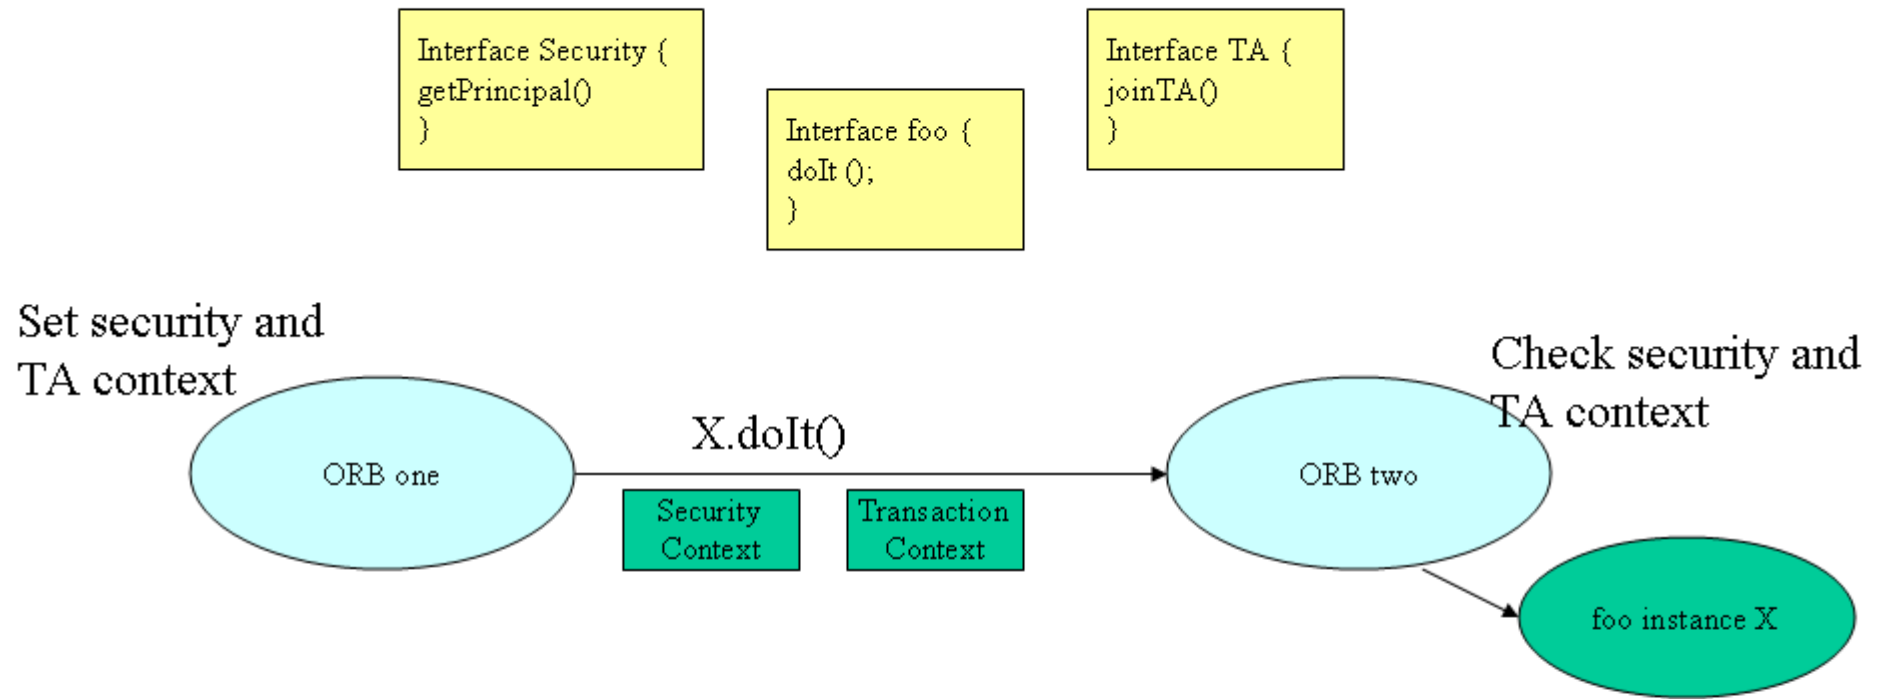 Interface Security {
getPrincipal()
}
Interface foo {
doIt ();
}
Interface TA {
joinTA()
}
Set security and
TA context
ORB one
X.doIt()
Security
Context
Transaction
Context
Check security and
TA context
ORB two
foo instance X